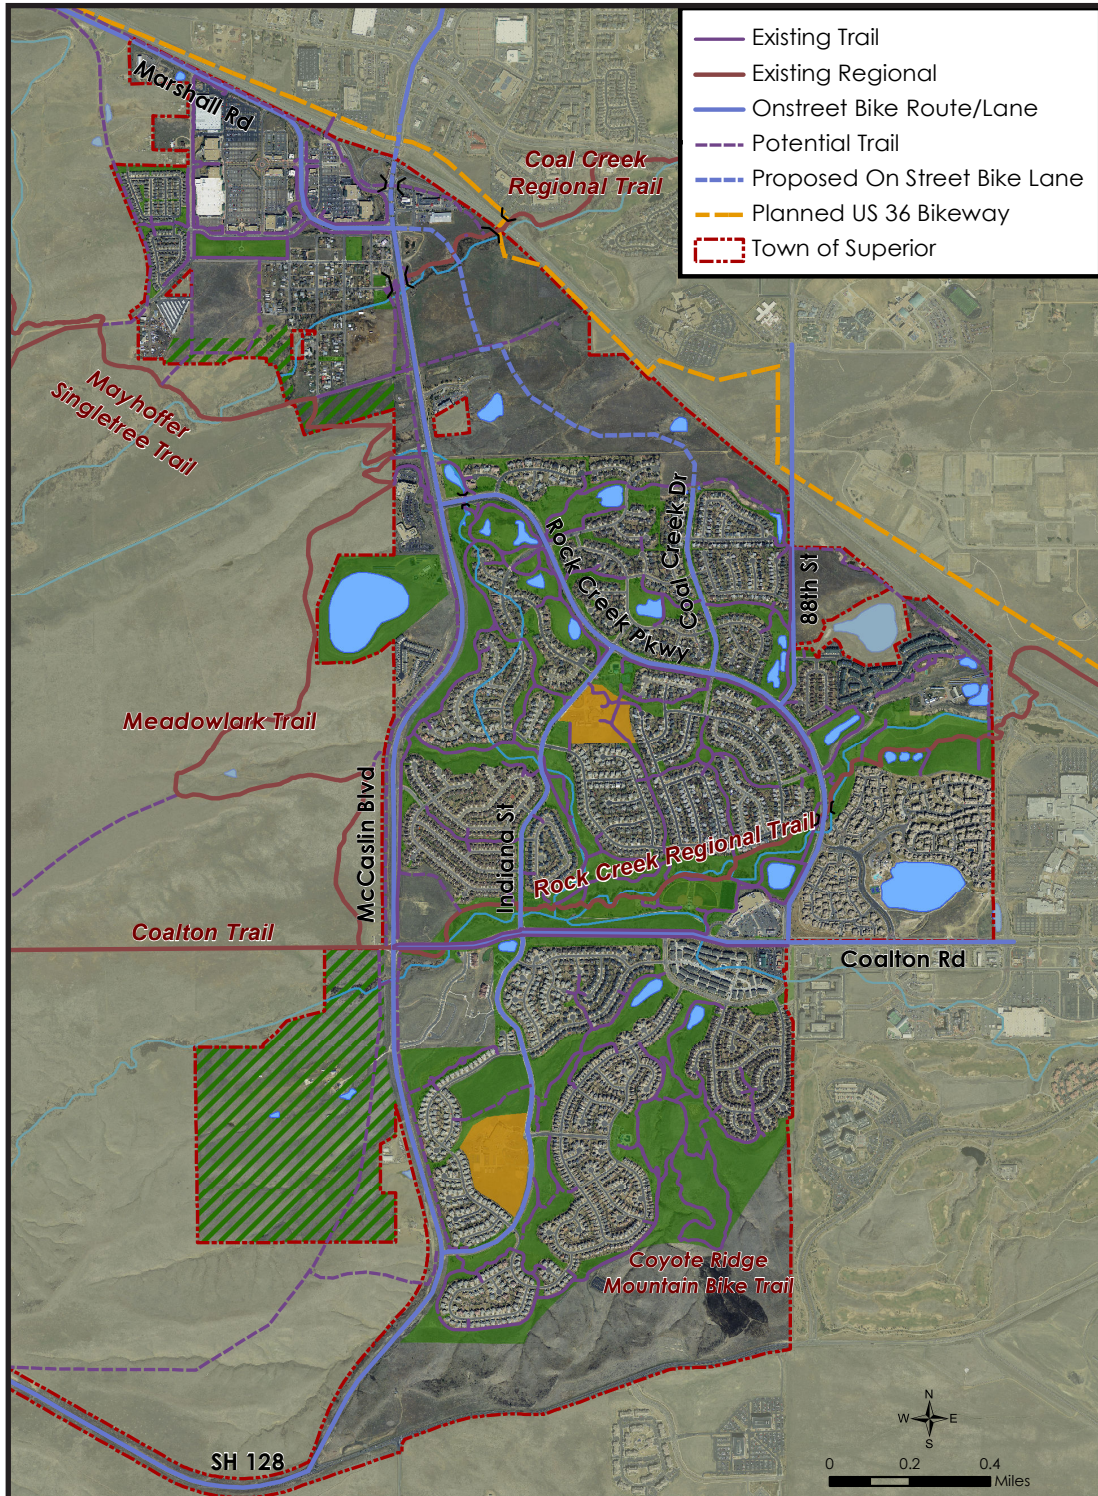 Existing Trail
Existing Regional
Onstreet Bike Route/Lane
Potential Trail
Proposed On Street Bike Lane
Planned US 36 Bikeway
Town of Superior
Marshall Rd
Coal Creek
Regional Trail
Mayhoffer
Singletree Trail
Rock Creek Pkwy
Coal Creek Dr
88th St
Meadowlark Trail
McCaslin Blvd
Indiana St
Rock Creek Regional Trail
Coalton Trail
Coalton Rd
Coyote Ridge
Mountain Bike Trail
SH 128
N
W E
S
0 0.2 0.4
Miles